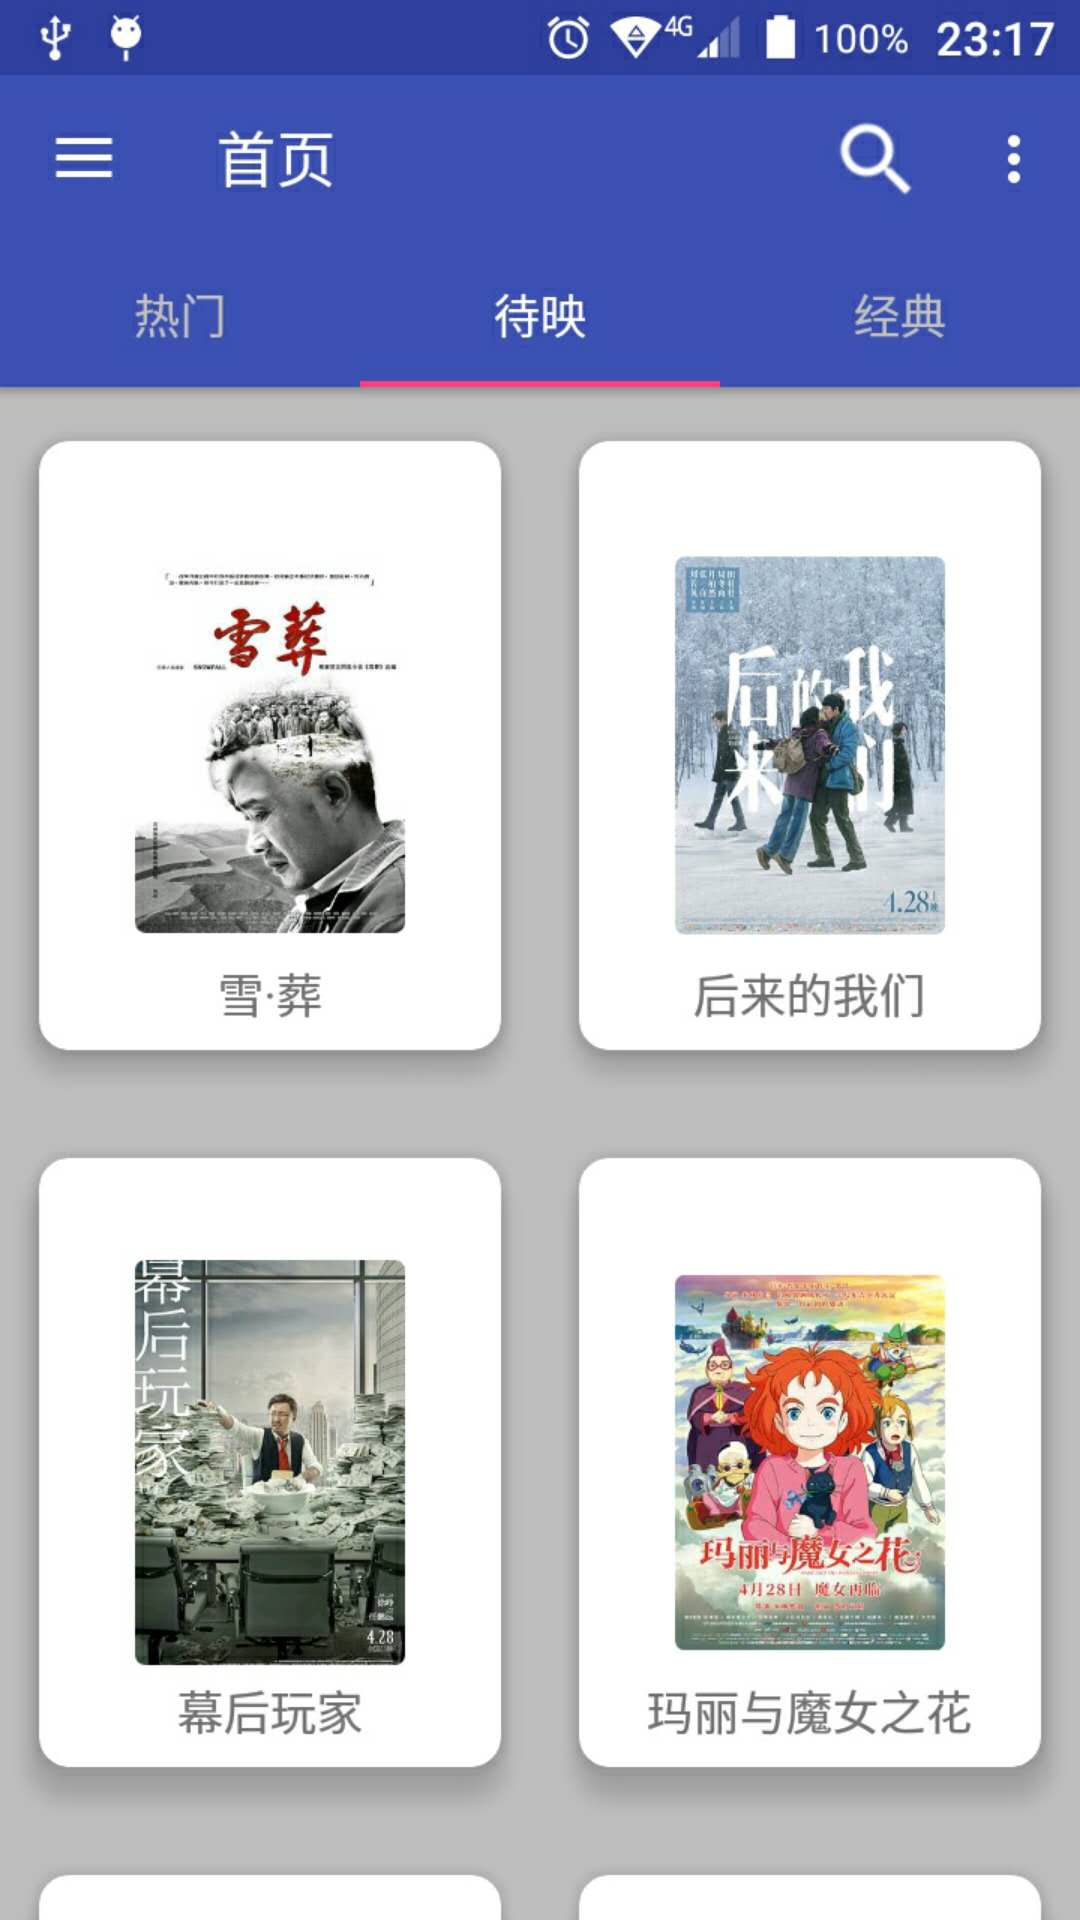 4G 100% 23:17
首页
热门 待映 经典
雪葬
SNOWFALL
后来的我们
4.28
雪·葬 后来的我们
幕后玩家
4.28
玛丽与魔女之花
4月28日 魔女再临
幕后玩家 玛丽与魔女之花